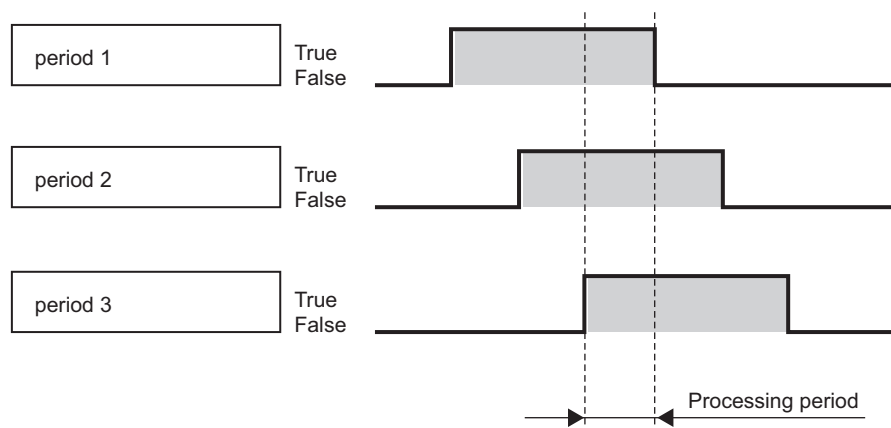 period 1
True
False
period 2
True
False
period 3
True
False
Processing period